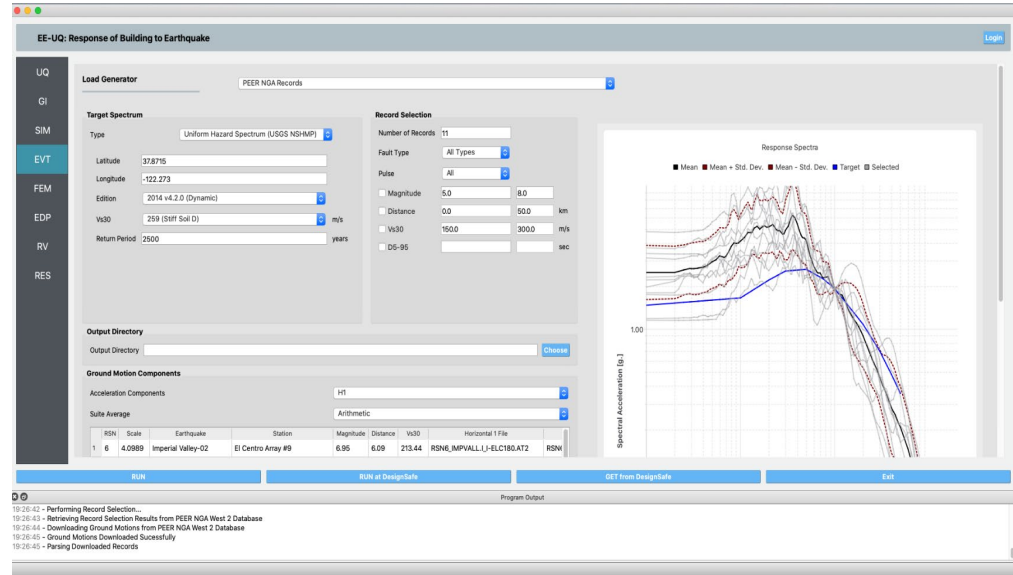 EE-UQ: Response of Building to Earthquake
Login
UQ
GI
SIM
EVT
FEM
EDP
RV
RES
Load Generator
PEER NGA Records
Target Spectrum
Type
Uniform Hazard Spectrum (USGS NSHMP)
Latitude
37.8715
Longitude
-122.273
Edition
2014 v4.2.0 (Dynamic)
Vs30
259 (Stiff Soil D)
m/s
Return Period
2500
years
Record Selection
Number of Records
11
Fault Type
All Types
Pulse
All
Magnitude
5.0
8.0
Distance
0.0
50.0
km
Vs30
150.0
300.0
m/s
D5-95
sec
Output Directory
Output Directory
Choose
Ground Motion Components
Acceleration Components
H1
Suite Average
Arithmetic
RSN Scale Earthquake Station Magnitude Distance Vs30 Horizontal 1 File
1 6 4.0989 Imperial Valley-02 El Centro Array #9 6.95 6.09 213.44 RSN6_IMPVALL.I_I-ELC180.AT2 RSN6
Response Spectra
Mean Mean + Std. Dev. Mean - Std. Dev. Target Selected
1.00
Spectral Acceleration [g.]
RUN
RUN at DesignSafe
GET from DesignSafe
Exit
Program Output
19:26:42 - Performing Record Selection...
19:26:43 - Retrieving Record Selection Results from PEER NGA West 2 Database
19:26:44 - Downloading Ground Motions from PEER NGA West 2 Database
19:26:45 - Ground Motions Downloaded Sucessfully
19:26:45 - Parsing Downloaded Records